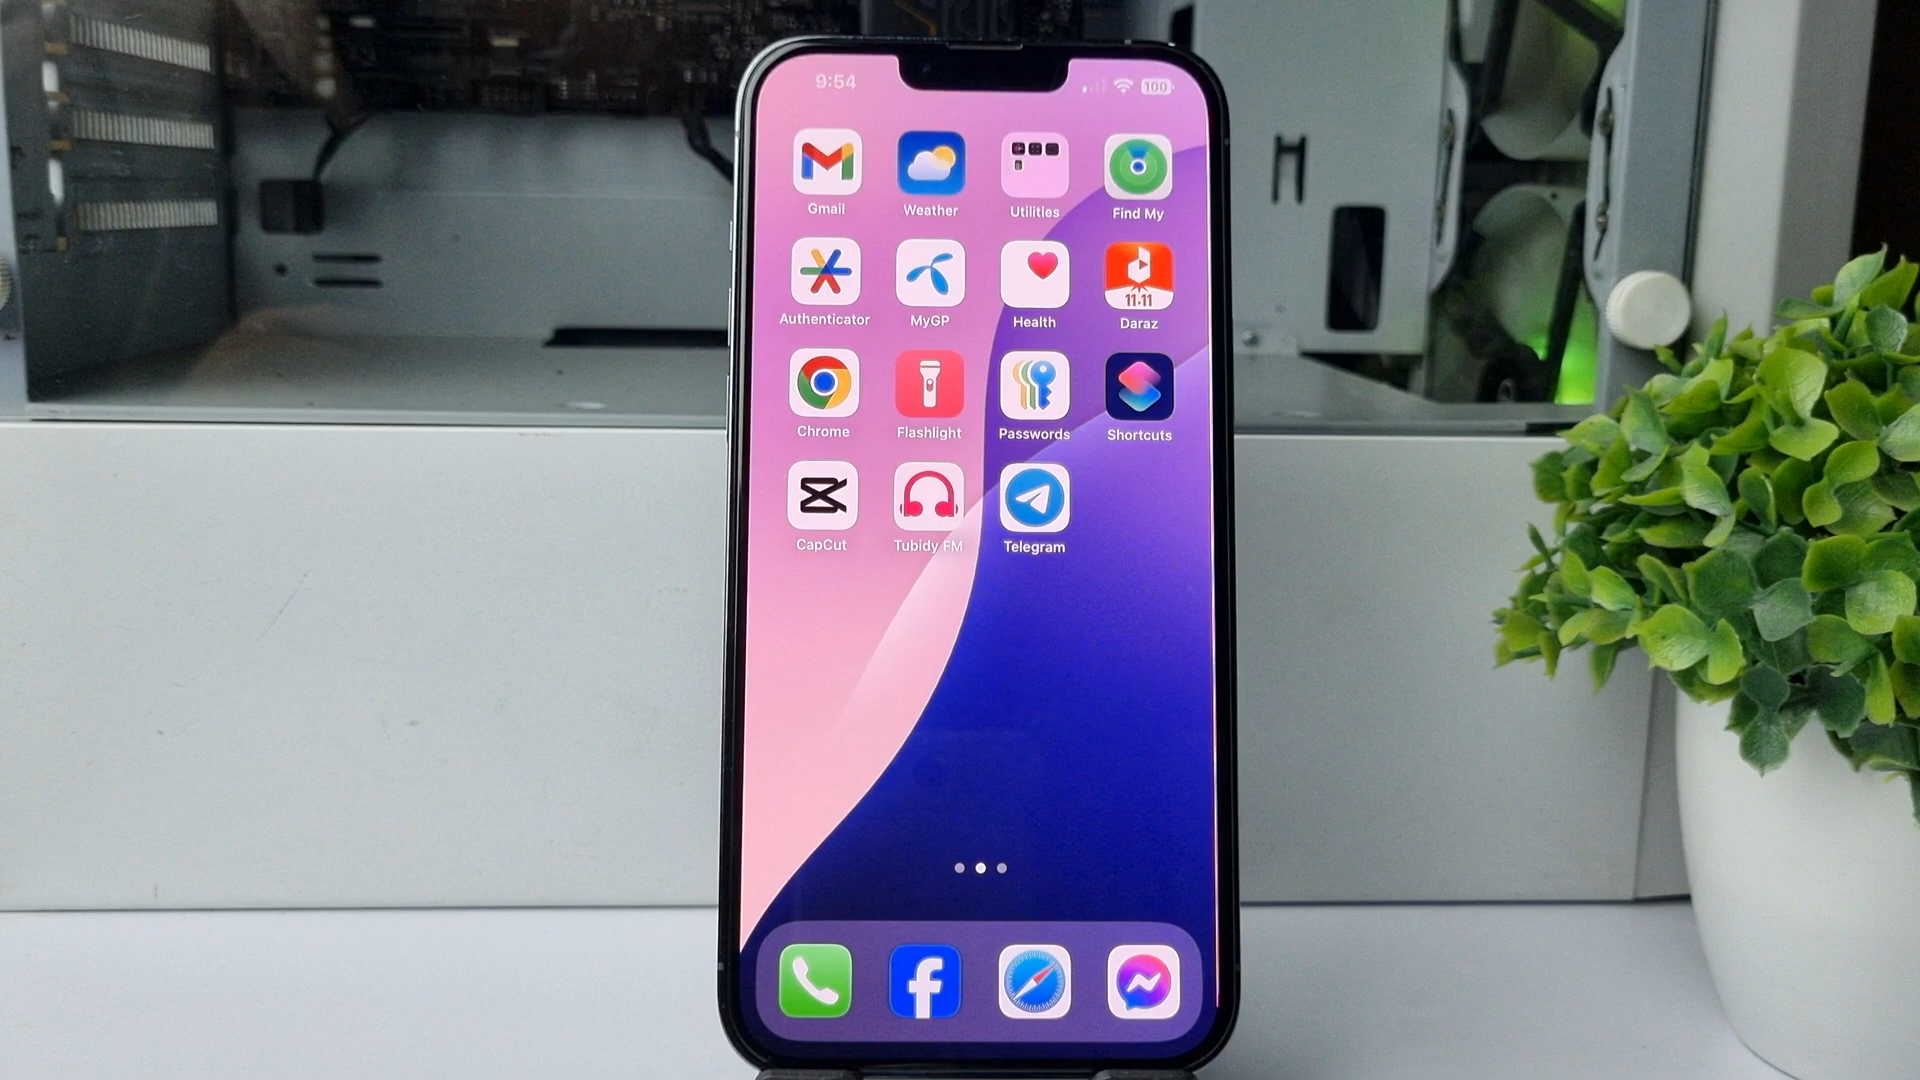 9:54
100
Gmail
Weather
Utilities
Find My
Authenticator
MyGP
Health
11.11
Daraz
Chrome
Flashlight
Passwords
Shortcuts
CapCut
Tubidy FM
Telegram